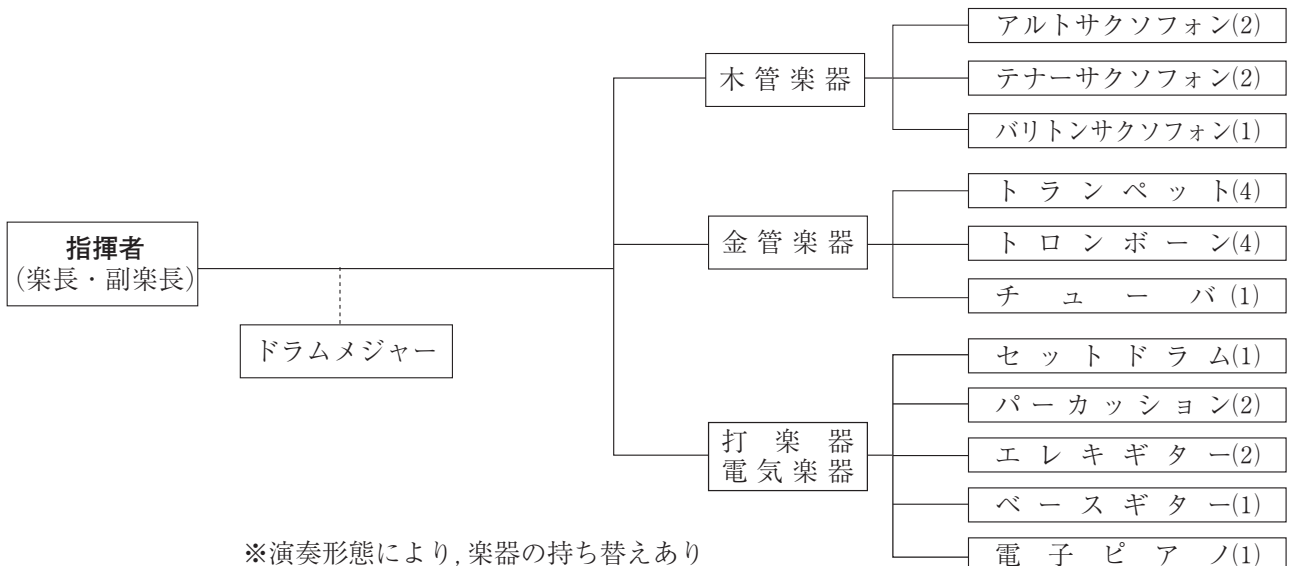 指揮者
(楽長・副楽長)
ドラムメジャー
木管楽器
アルトサクソフォン(2)
テナーサクソフォン(2)
バリトンサクソフォン(1)
金管楽器
トランペット(4)
トロンボーン(4)
チューバ(1)
打楽器
電気楽器
セットドラム(1)
パーカッション(2)
エレキギター(2)
ベースギター(1)
電子ピアノ(1)
※演奏形態により,楽器の持ち替えあり